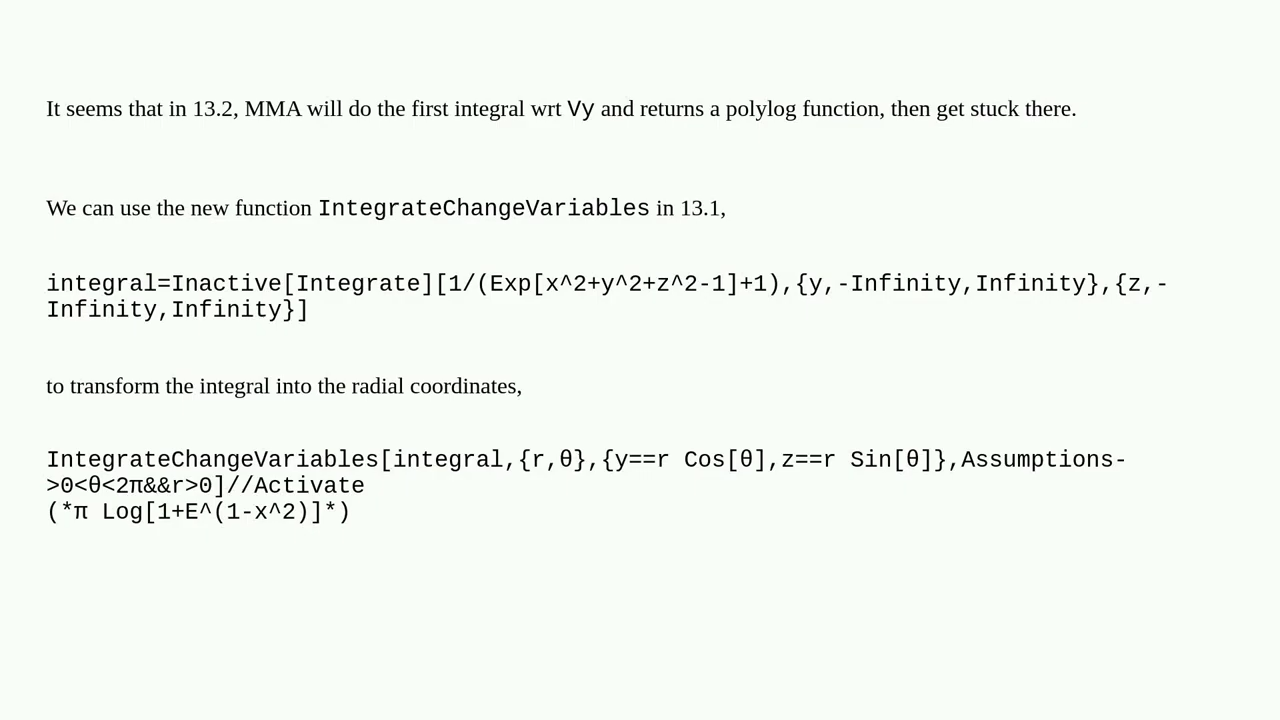 It seems that in 13.2, MMA will do the first integral wrt Vy and returns a polylog function, then get stuck there.
We can use the new function IntegrateChangeVariables in 13.1,
integral=Inactive[Integrate][1/(Exp[x^2+y^2+z^2-1]+1),{y,-Infinity,Infinity},{z,-
Infinity,Infinity}]
to transform the integral into the radial coordinates,
IntegrateChangeVariables[integral,{r,θ},{y==r Cos[θ],z==r Sin[θ]},Assumptions-
>0<θ<2π&&r>0]//Activate
(*π Log[1+E^(1-x^2)]*)